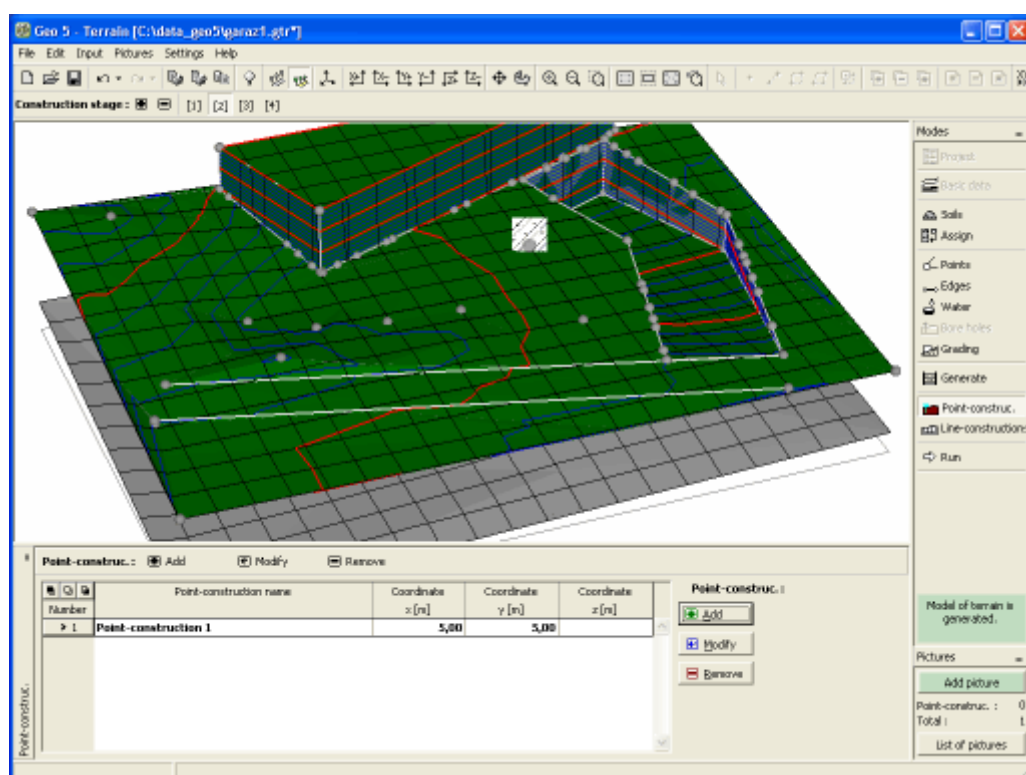 Geo 5 - Terrain [C:\data_geo5\garaz1.gtr*]
File Edit Input Pictures Settings Help
Construction stage : [1] [2] [3] [4]
Modes
Project
Basic data
Soils
Assign
Points
Edges
Water
Bore holes
Grading
Generate
Point-construc.
Line-constructions
Run
Model of terrain is
generated.
Pictures
Add picture
Point-construc. : 0
Total : 1
List of pictures
Point-construc. : Add Modify Remove
Number
Point-construction name
Coordinate
x [m]
Coordinate
y [m]
Coordinate
z [m]
> 1 Point-construction 1 5,00 5,00
Point-construc. :
Add
Modify
Remove
Point-construc.